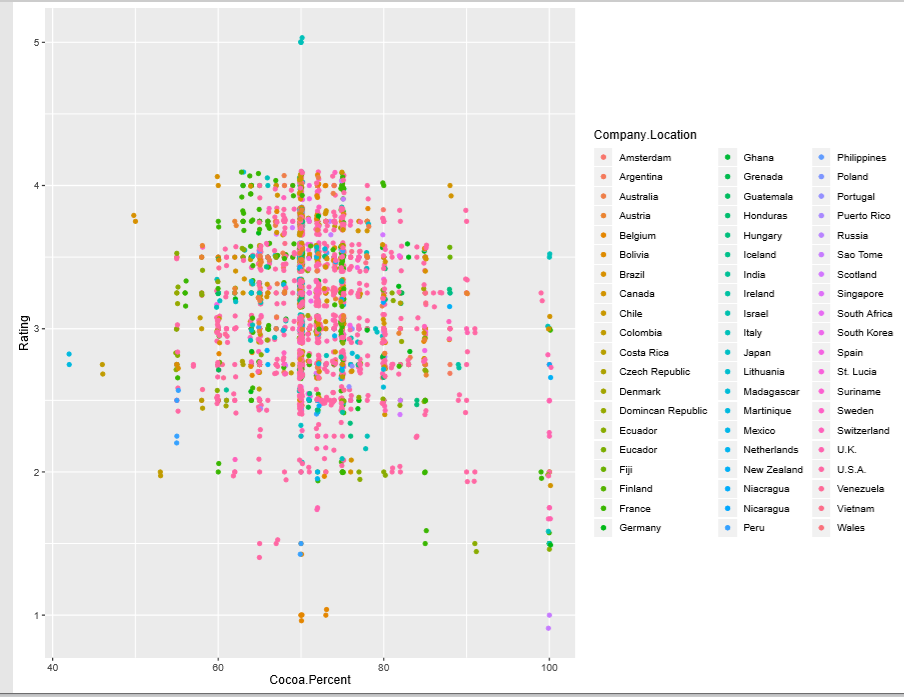 5
4
3
2
1
Rating
40
60
80
100
Cocoa.Percent
Company.Location
Amsterdam
Argentina
Australia
Austria
Belgium
Bolivia
Brazil
Canada
Chile
Colombia
Costa Rica
Czech Republic
Denmark
Domincan Republic
Ecuador
Eucador
Fiji
Finland
France
Germany
Ghana
Grenada
Guatemala
Honduras
Hungary
Iceland
India
Ireland
Israel
Italy
Japan
Lithuania
Madagascar
Martinique
Mexico
Netherlands
New Zealand
Niacragua
Nicaragua
Peru
Philippines
Poland
Portugal
Puerto Rico
Russia
Sao Tome
Scotland
Singapore
South Africa
South Korea
Spain
St. Lucia
Suriname
Sweden
Switzerland
U.K.
U.S.A.
Venezuela
Vietnam
Wales